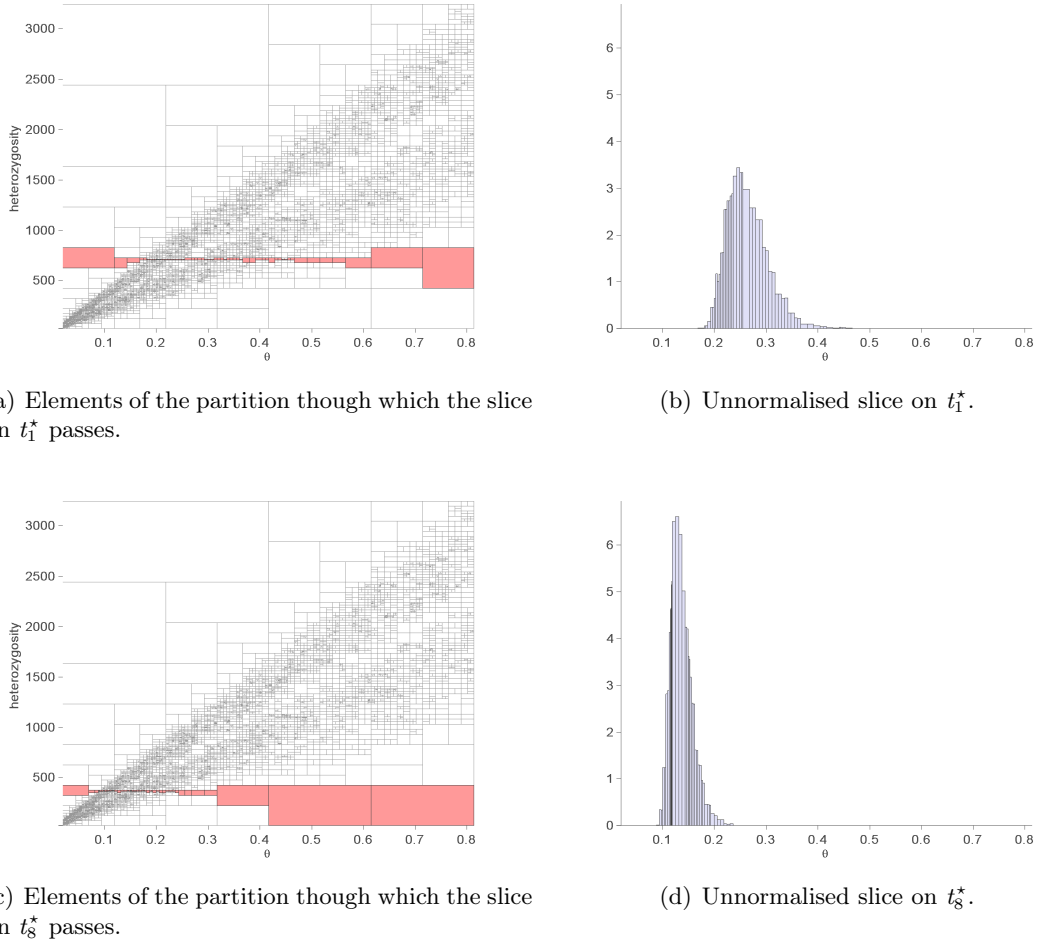 3000
2500
2000
1500
1000
500
heterozygosity
0.1 0.2 0.3 0.4 0.5 0.6 0.7 0.8
θ
6
5
4
3
2
1
0
0.1 0.2 0.3 0.4 0.5 0.6 0.7 0.8
θ
a) Elements of the partition though which the slice
n t₁* passes.
(b) Unnormalised slice on t₁*.
3000
2500
2000
1500
1000
500
heterozygosity
0.1 0.2 0.3 0.4 0.5 0.6 0.7 0.8
θ
6
5
4
3
2
1
0
0.1 0.2 0.3 0.4 0.5 0.6 0.7 0.8
θ
c) Elements of the partition though which the slice
n t₈* passes.
(d) Unnormalised slice on t₈*.